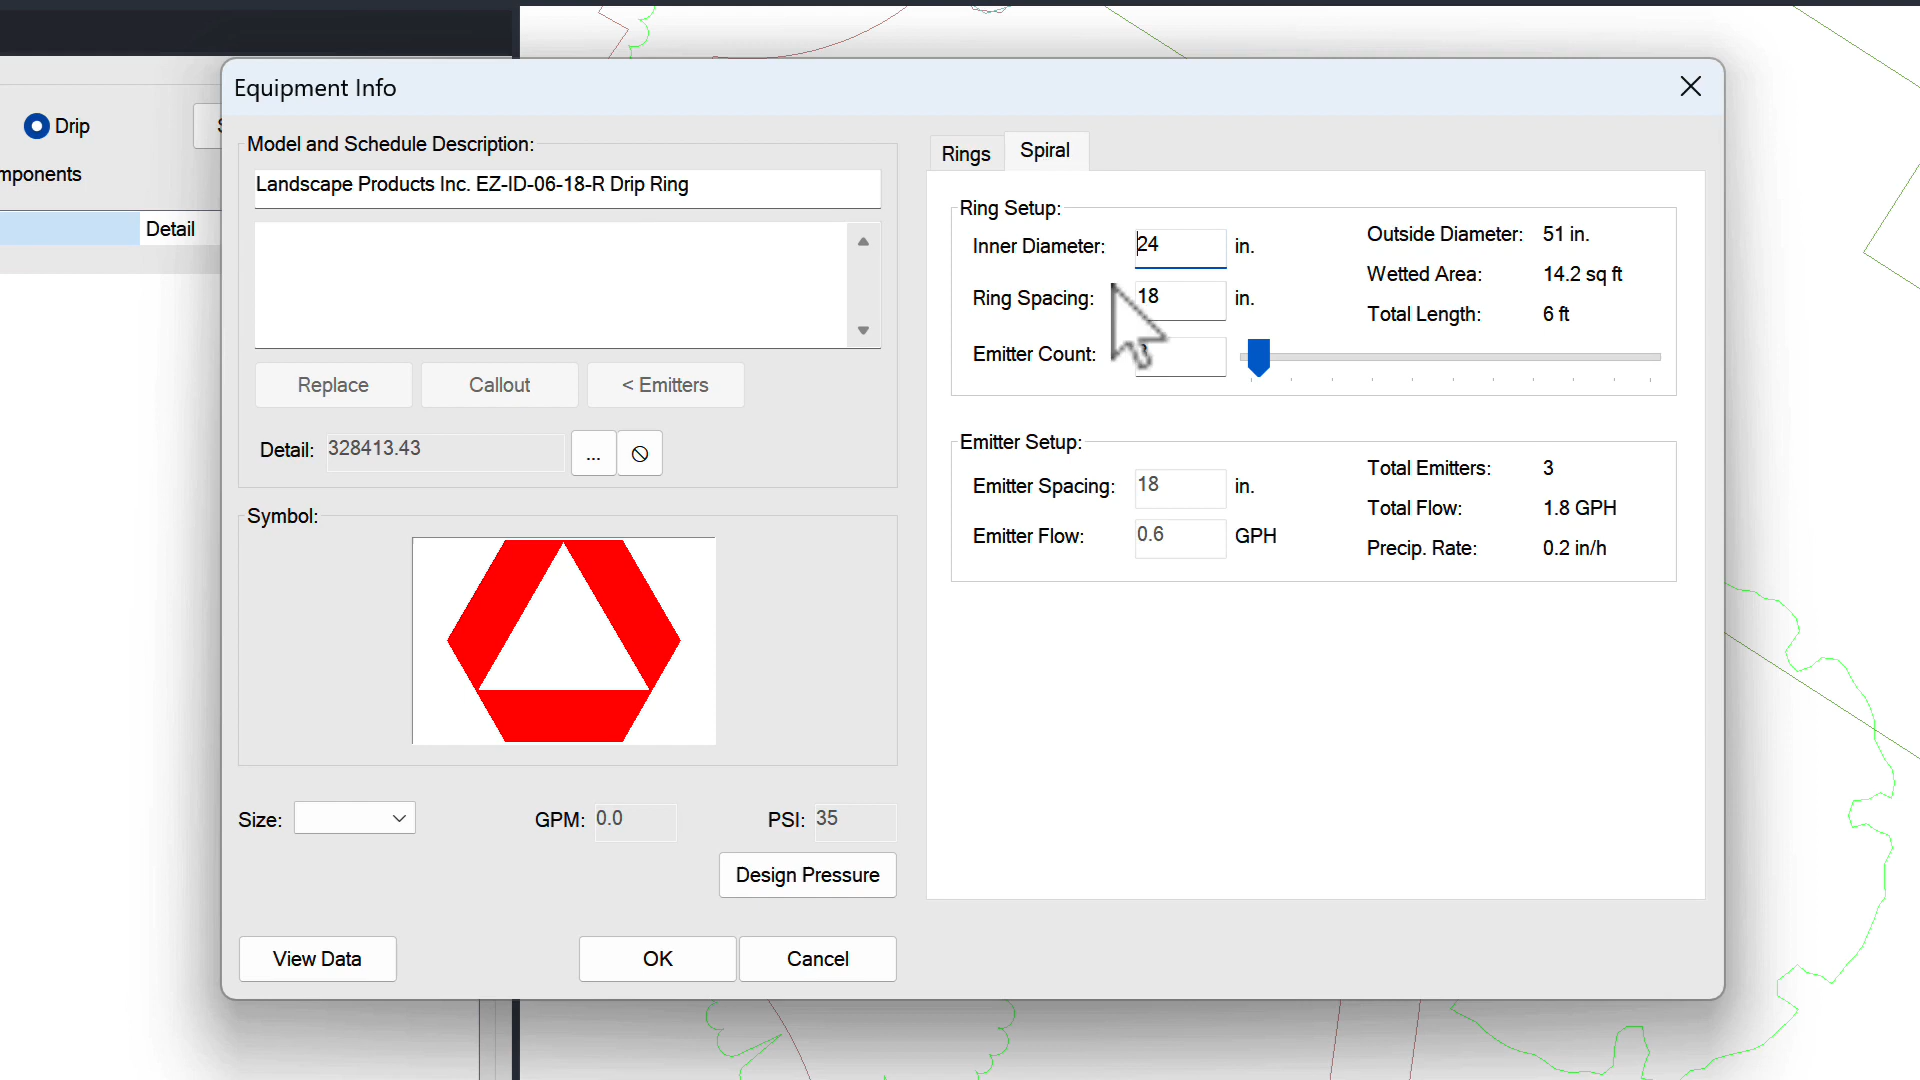 Equipment Info
Drip
mponents
Detail
Model and Schedule Description:
Landscape Products Inc. EZ-ID-06-18-R Drip Ring
Replace
Callout
< Emitters
Detail:
328413.43
...
Symbol:
Size:
GPM:
0.0
PSI:
35
Design Pressure
View Data
OK
Cancel
Rings
Spiral
Ring Setup:
Inner Diameter:
24
in.
Outside Diameter:
51 in.
Ring Spacing:
18
in.
Wetted Area:
14.2 sq ft
Total Length:
6 ft
Emitter Count:
Emitter Setup:
Emitter Spacing:
18
in.
Total Emitters:
3
Emitter Flow:
0.6
GPH
Total Flow:
1.8 GPH
Precip. Rate:
0.2 in/h